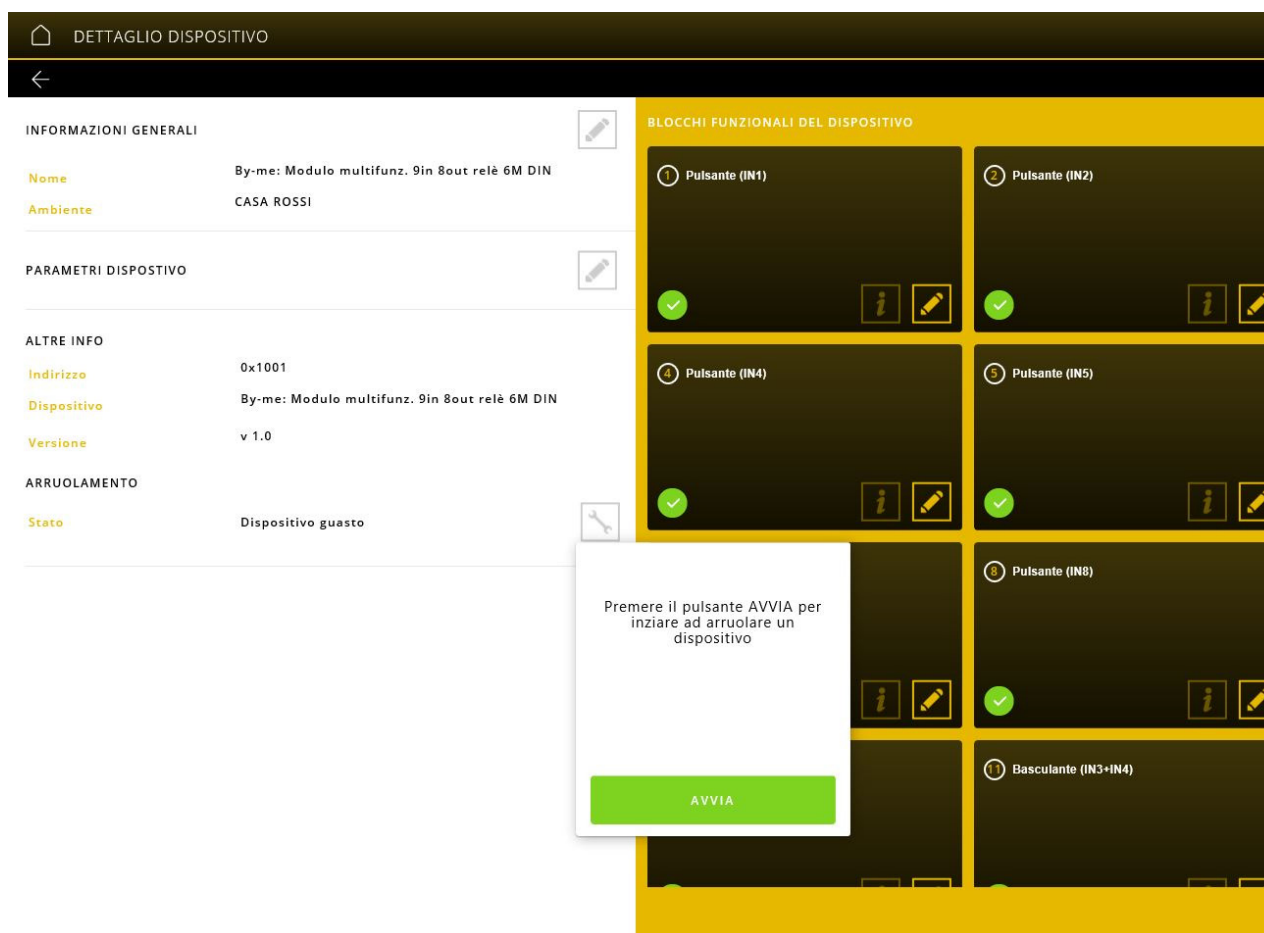 DETTAGLIO DISPOSITIVO
INFORMAZIONI GENERALI
Nome By-me: Modulo multifunz. 9in 8out relè 6M DIN
Ambiente CASA ROSSI
PARAMETRI DISPOSTIVO
ALTRE INFO
Indirizzo 0x1001
Dispositivo By-me: Modulo multifunz. 9in 8out relè 6M DIN
Versione v 1.0
ARRUOLAMENTO
Stato Dispositivo guasto
Premere il pulsante AVVIA per
inziare ad arruolare un
dispositivo
AVVIA
BLOCCHI FUNZIONALI DEL DISPOSITIVO
1 Pulsante (IN1)
i
2 Pulsante (IN2)
i
4 Pulsante (IN4)
i
5 Pulsante (IN5)
i
i
8 Pulsante (IN8)
i
11 Basculante (IN3+IN4)